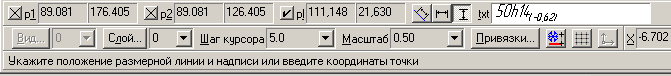 p1 89.081 176.405 p2 89.081 126.405 pl 111,148 21,630 txt 50h14(-0,62)
Вид... 0 Слой... 0 Шаг курсора 5.0 Масштаб 0.50 Привязки... X -6.702
Укажите положение размерной линии и надписи или введите координаты точки